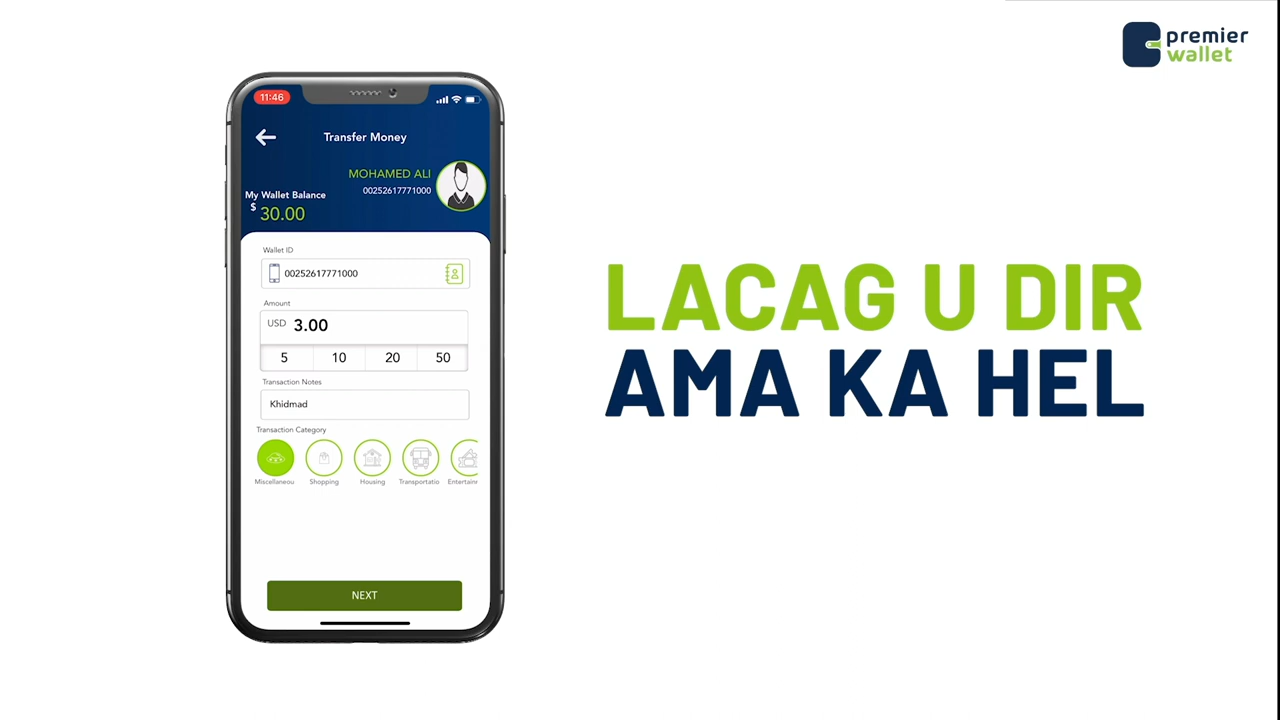 premier
wallet
11:46
Transfer Money
MOHAMED ALI
00252617771000
My Wallet Balance
$ 30.00
Wallet ID
00252617771000
Amount
USD 3.00
5 10 20 50
Transaction Notes
Khidmad
Transaction Category
Miscellaneou Shopping Housing Transportatio Entertainr
NEXT
LACAG U DIR
AMA KA HEL